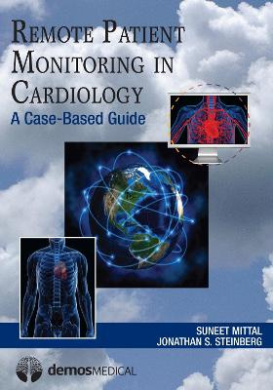 REMOTE PATIENT
MONITORING IN
CARDIOLOGY
A Case-Based Guide
SUNEET MITTAL
JONATHAN S. STEINBERG
demosMEDICAL